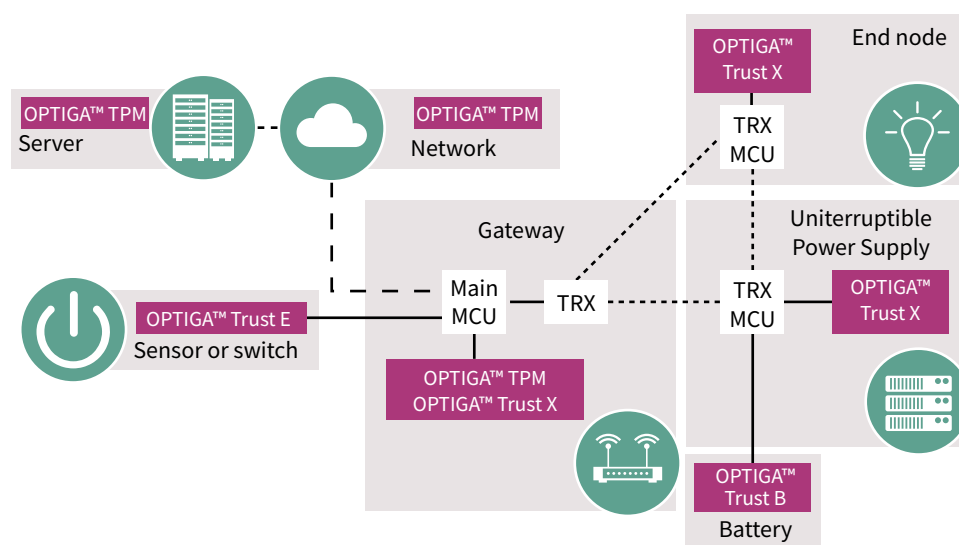 OPTIGA™ TPM
Server
OPTIGA™ TPM
Network
OPTIGA™
Trust X
End node
TRX
MCU
Gateway
Main
MCU
TRX
OPTIGA™ TPM
OPTIGA™ Trust X
OPTIGA™ Trust E
Sensor or switch
Uniterruptible
Power Supply
TRX
MCU
OPTIGA™
Trust X
OPTIGA™
Trust B
Battery